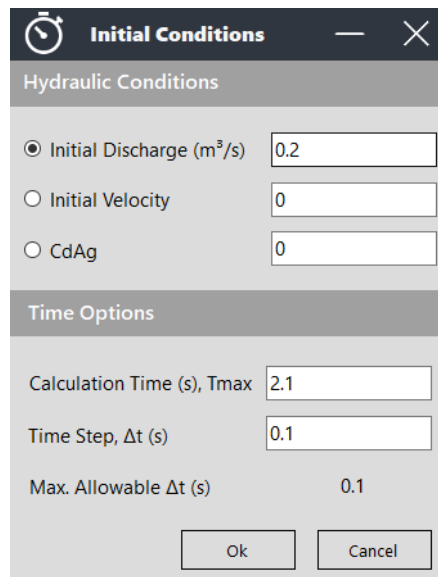 Initial Conditions
Hydraulic Conditions
Initial Discharge (m³/s) 0.2
Initial Velocity 0
CdAg 0
Time Options
Calculation Time (s), Tmax 2.1
Time Step, Δt (s) 0.1
Max. Allowable Δt (s) 0.1
Ok Cancel